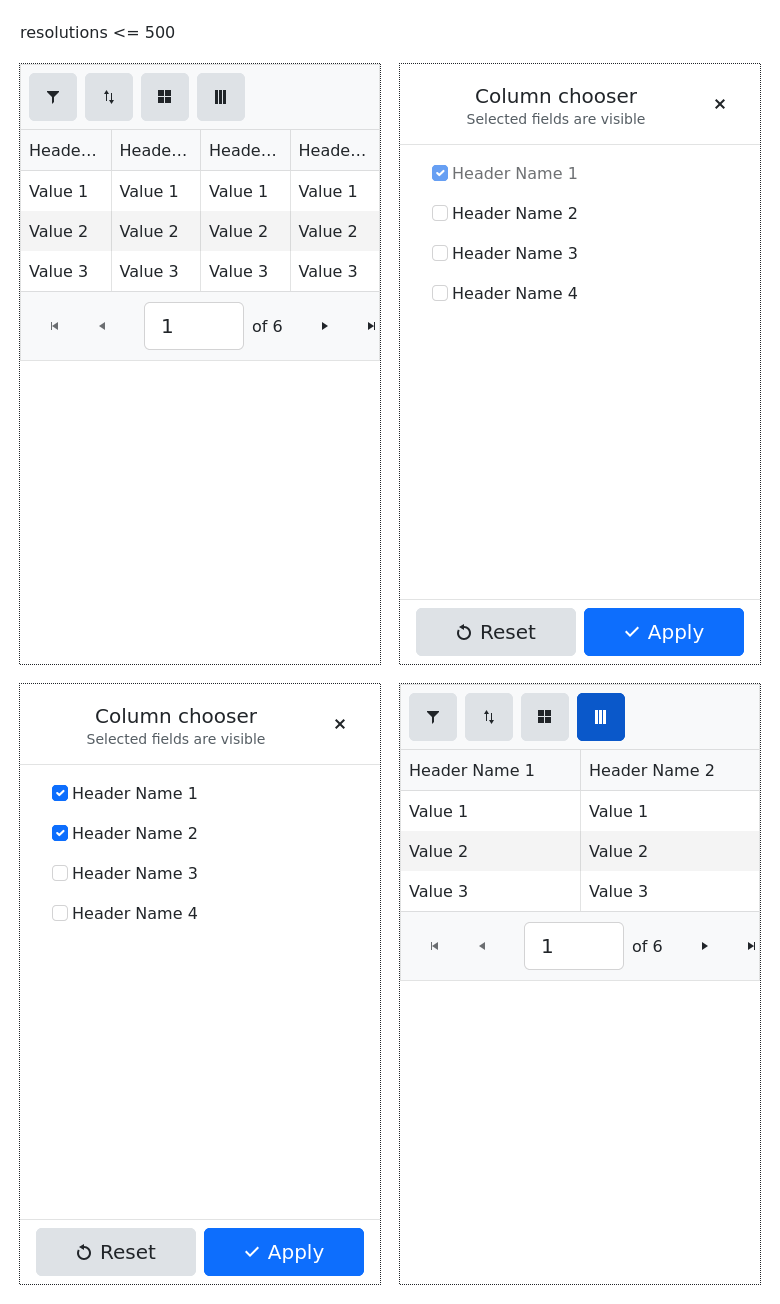 resolutions <= 500
Heade... Heade... Heade... Heade...
Value 1 Value 1 Value 1 Value 1
Value 2 Value 2 Value 2 Value 2
Value 3 Value 3 Value 3 Value 3
1 of 6
Column chooser
Selected fields are visible
Header Name 1
Header Name 2
Header Name 3
Header Name 4
Reset Apply
Column chooser
Selected fields are visible
Header Name 1
Header Name 2
Header Name 3
Header Name 4
Reset Apply
Header Name 1 Header Name 2
Value 1 Value 1
Value 2 Value 2
Value 3 Value 3
1 of 6